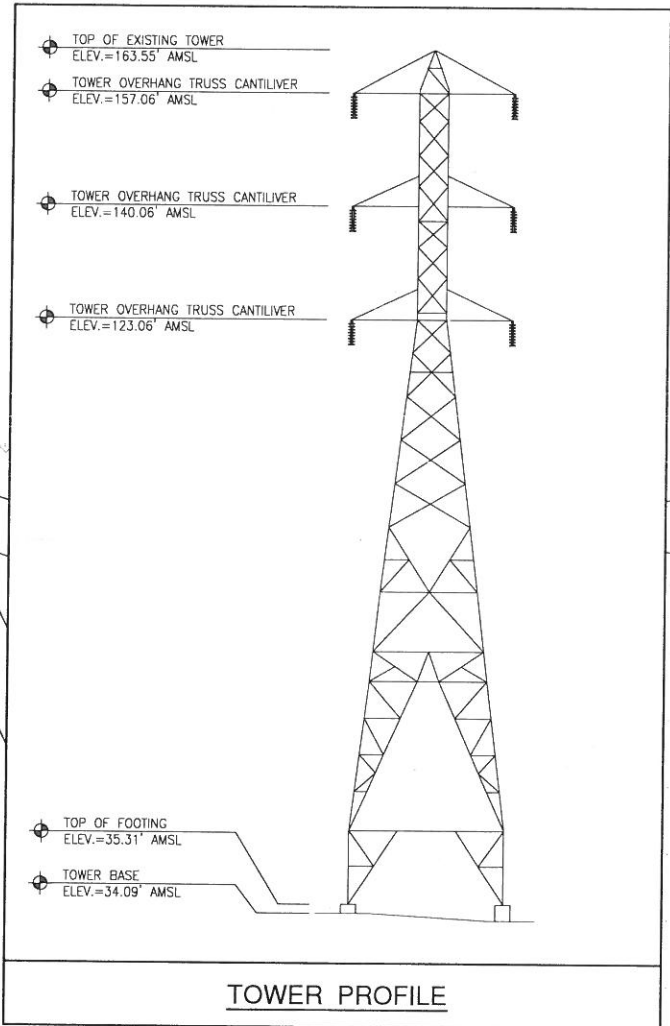 TOP OF EXISTING TOWER
ELEV.=163.55' AMSL
TOWER OVERHANG TRUSS CANTILIVER
ELEV.=157.06' AMSL
TOWER OVERHANG TRUSS CANTILIVER
ELEV.=140.06' AMSL
TOWER OVERHANG TRUSS CANTILIVER
ELEV.=123.06' AMSL
TOP OF FOOTING
ELEV.=35.31' AMSL
TOWER BASE
ELEV.=34.09' AMSL
TOWER PROFILE